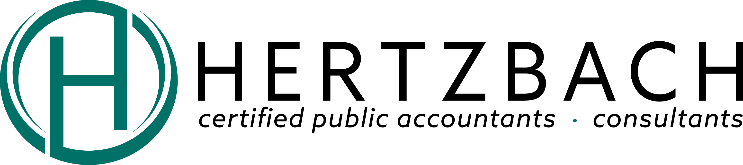 H HERTZBACH
certified public accountants · consultants